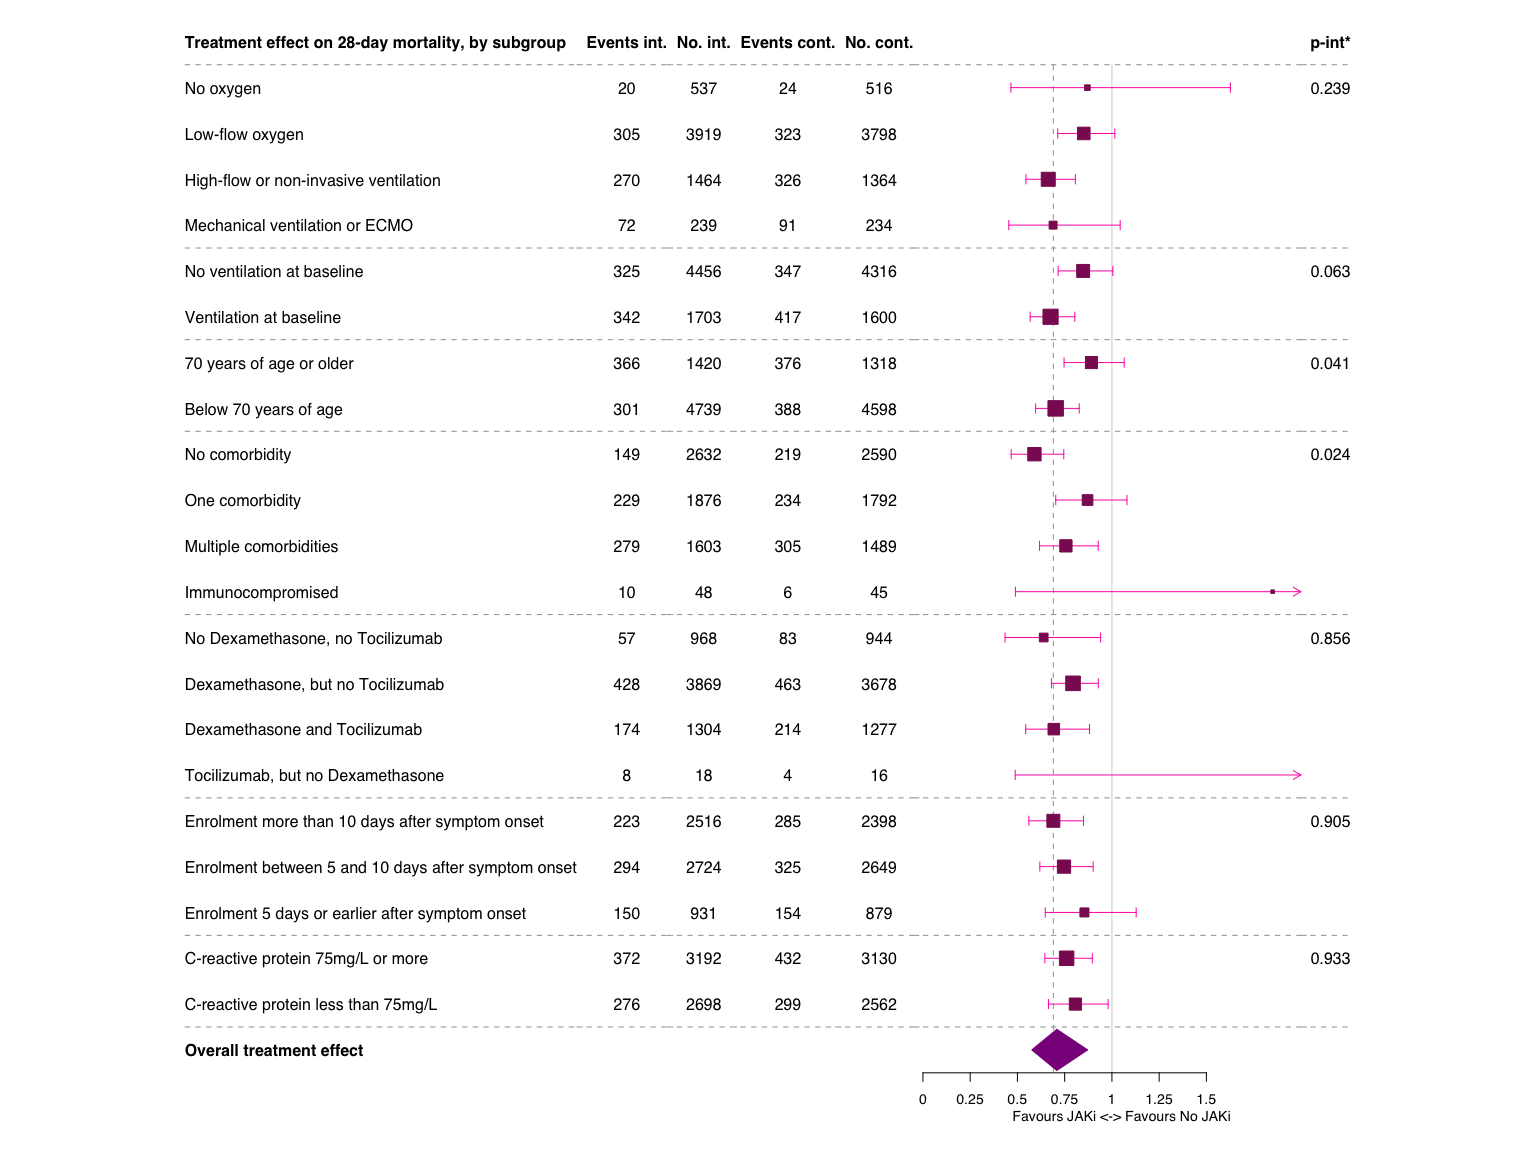 Treatment effect on 28-day mortality, by subgroup Events int. No. int. Events cont. No. cont. p-int*
No oxygen 20 537 24 516 0.239
Low-flow oxygen 305 3919 323 3798
High-flow or non-invasive ventilation 270 1464 326 1364
Mechanical ventilation or ECMO 72 239 91 234
No ventilation at baseline 325 4456 347 4316 0.063
Ventilation at baseline 342 1703 417 1600
70 years of age or older 366 1420 376 1318 0.041
Below 70 years of age 301 4739 388 4598
No comorbidity 149 2632 219 2590 0.024
One comorbidity 229 1876 234 1792
Multiple comorbidities 279 1603 305 1489
Immunocompromised 10 48 6 45
No Dexamethasone, no Tocilizumab 57 968 83 944 0.856
Dexamethasone, but no Tocilizumab 428 3869 463 3678
Dexamethasone and Tocilizumab 174 1304 214 1277
Tocilizumab, but no Dexamethasone 8 18 4 16
Enrolment more than 10 days after symptom onset 223 2516 285 2398 0.905
Enrolment between 5 and 10 days after symptom onset 294 2724 325 2649
Enrolment 5 days or earlier after symptom onset 150 931 154 879
C-reactive protein 75mg/L or more 372 3192 432 3130 0.933
C-reactive protein less than 75mg/L 276 2698 299 2562
Overall treatment effect
0 0.25 0.5 0.75 1 1.25 1.5
Favours JAKi <-> Favours No JAKi